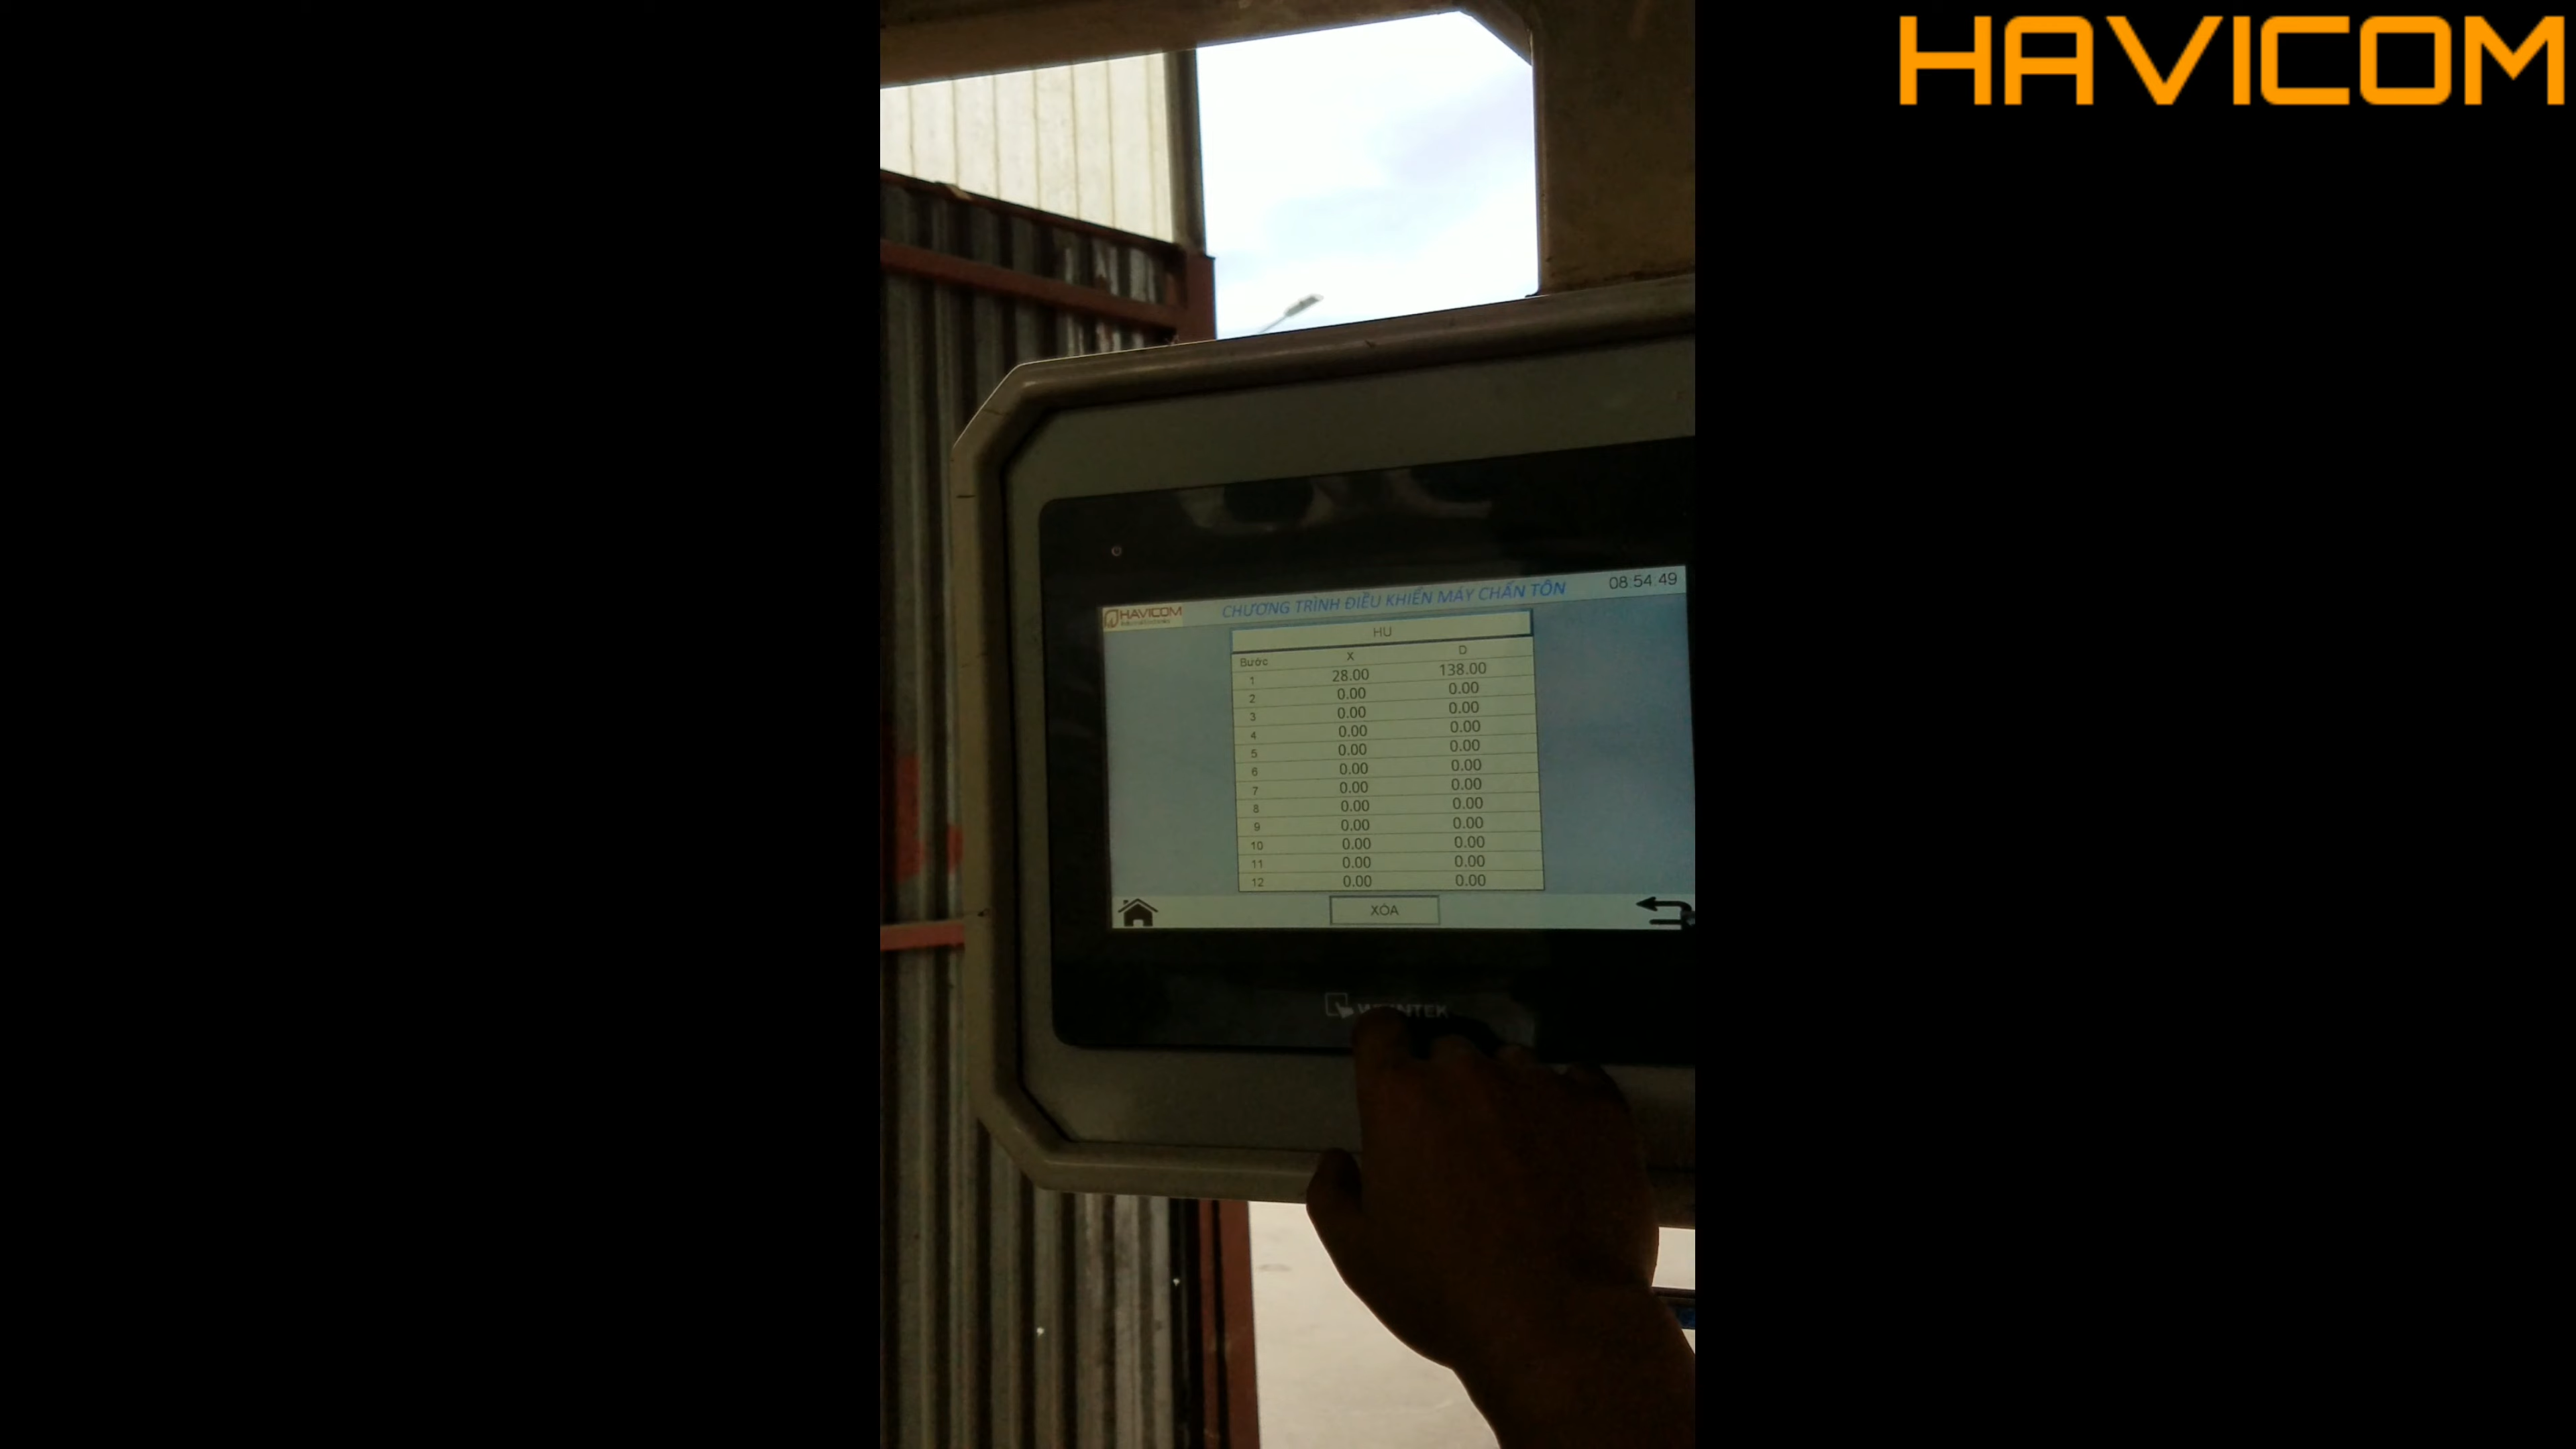 HAVICOM
HAVICOM
CHƯƠNG TRÌNH ĐIỀU KHIỂN MÁY CHẤN TÔN
08:54:49
HU
Bước X D
1 28.00 138.00
2 0.00 0.00
3 0.00 0.00
4 0.00 0.00
5 0.00 0.00
6 0.00 0.00
7 0.00 0.00
8 0.00 0.00
9 0.00 0.00
10 0.00 0.00
11 0.00 0.00
12 0.00 0.00
XÓA